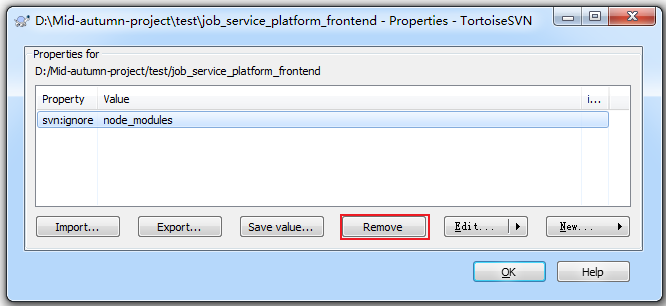 D:\Mid-autumn-project\test\job_service_platform_frontend - Properties - TortoiseSVN
Properties for
D:/Mid-autumn-project/test/job_service_platform_frontend
Property Value i...
svn:ignore node_modules
Import... Export... Save value... Remove Edit... New...
OK Help